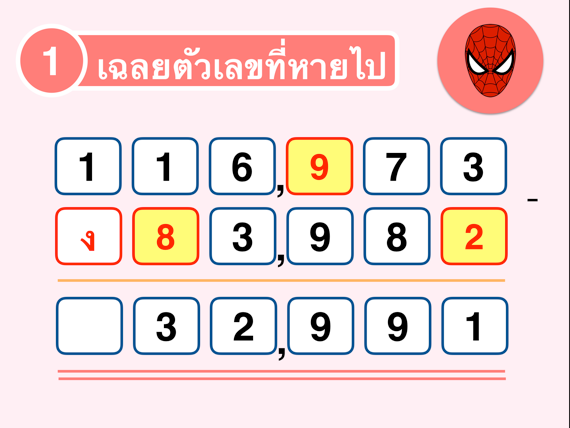 1 เฉลยตัวเลขที่หายไป
1 1 6 , 9 7 3
-
ง 8 3 , 9 8 2
3 2 , 9 9 1